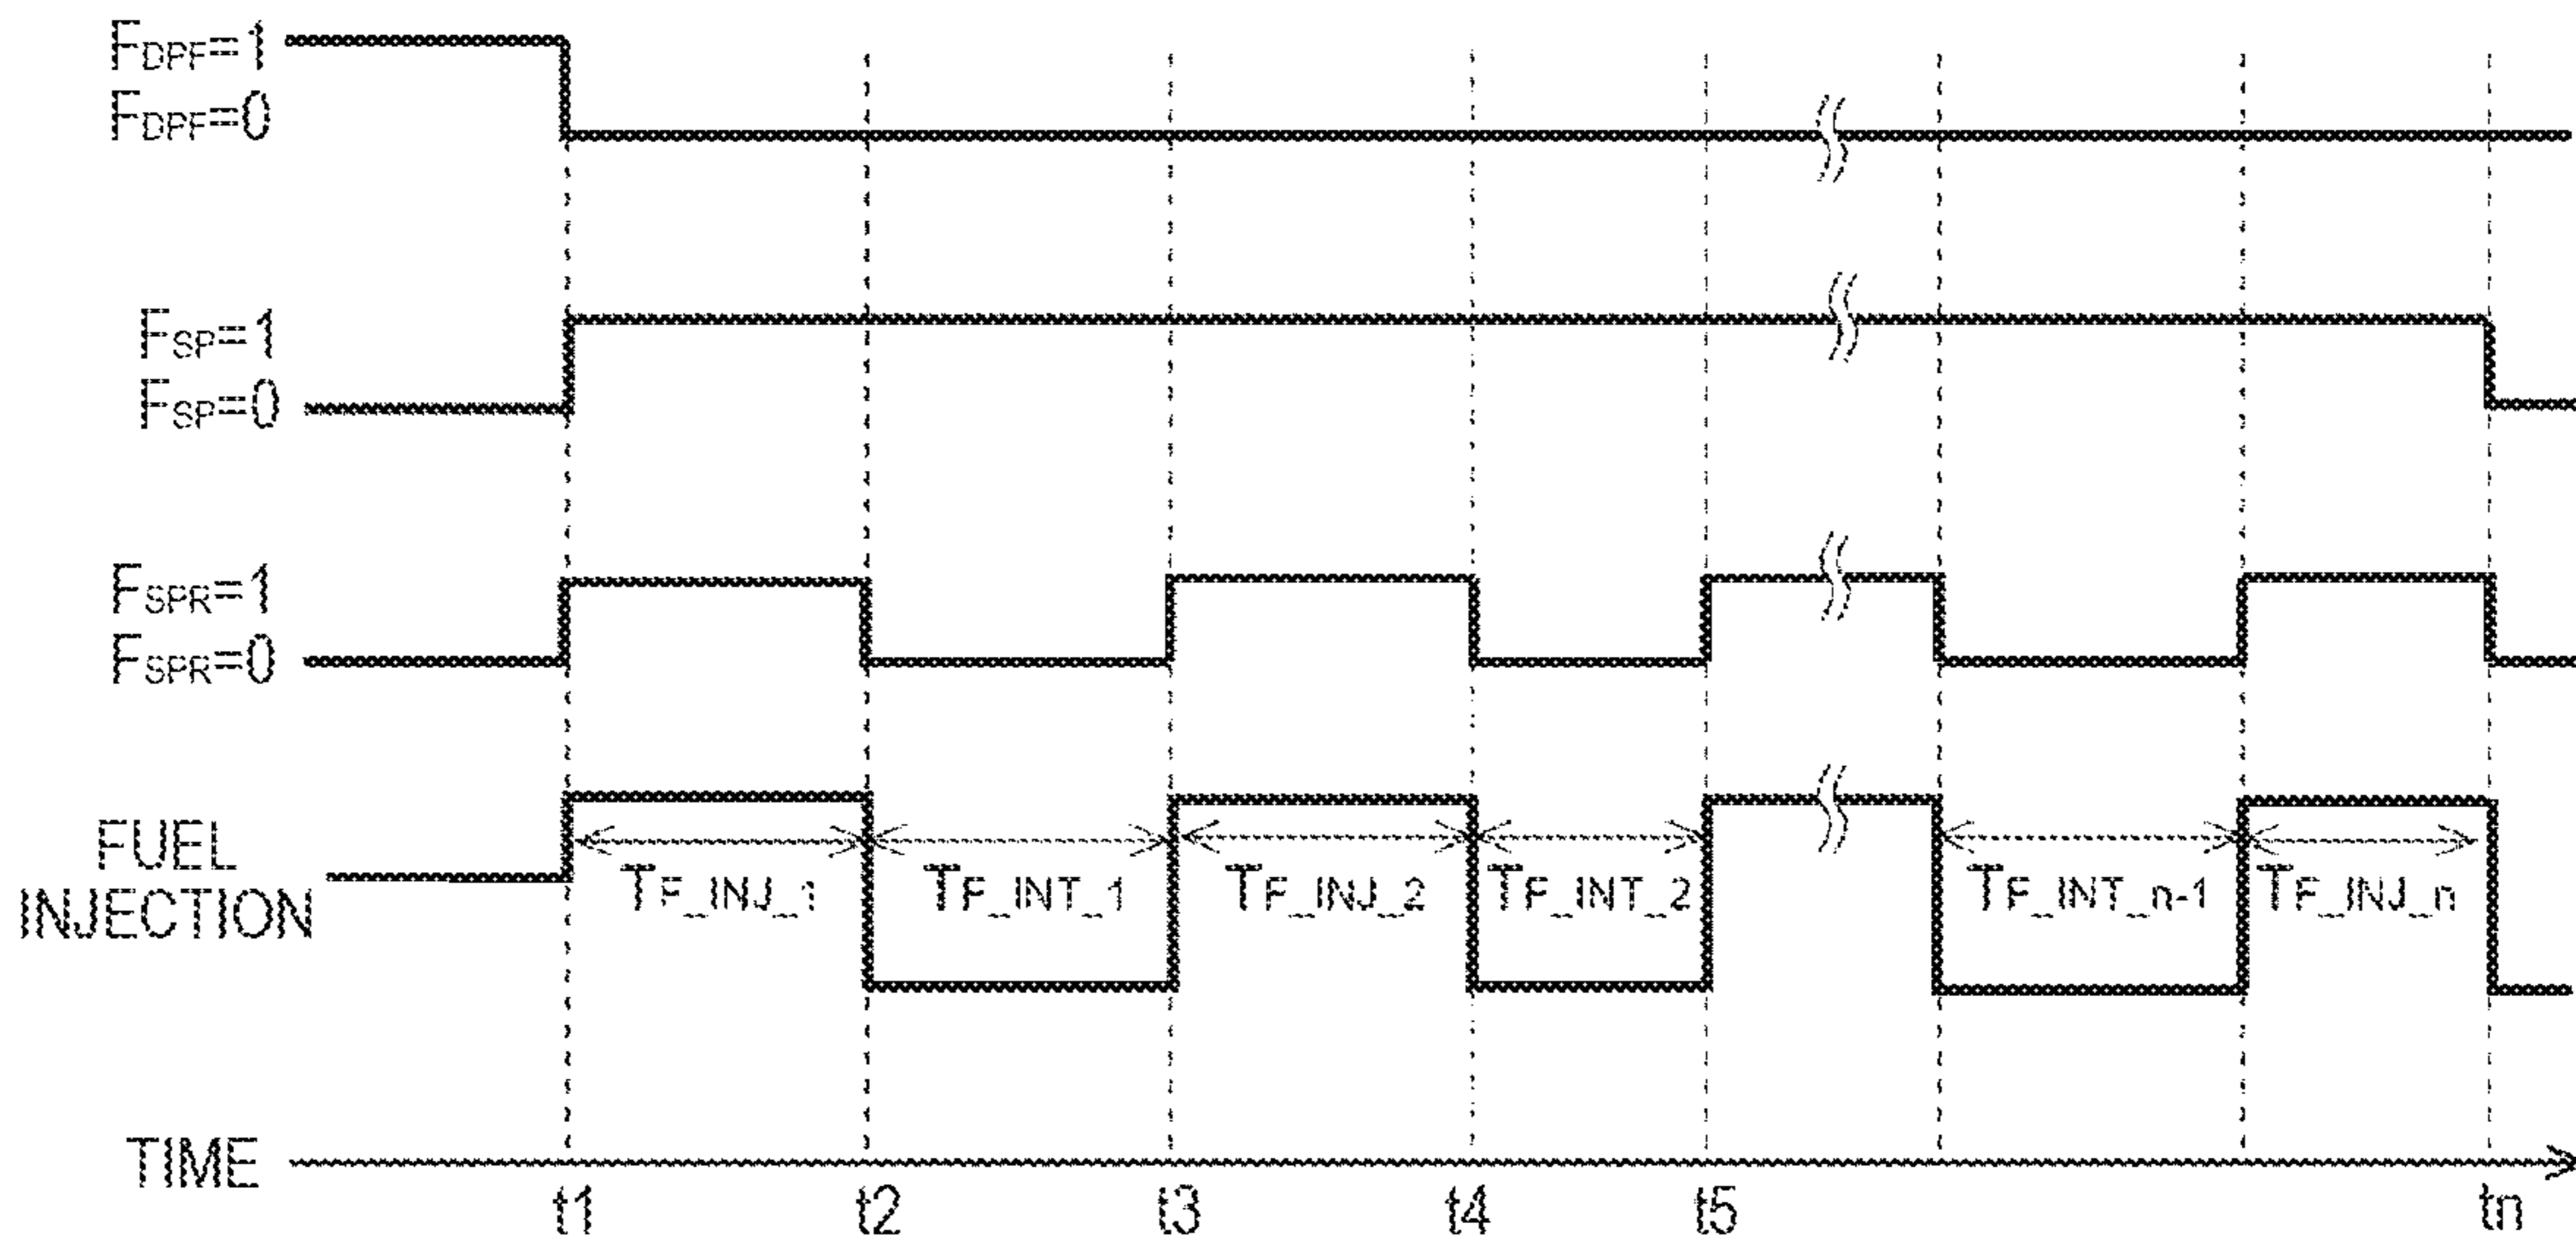 FDPF=1
FDPF=0
FSP=1
FSP=0
FSPR=1
FSPR=0
FUEL
INJECTION
TF_INJ_1 TF_INT_1 TF_INJ_2 TF_INT_2 TF_INT_n-1 TF_INJ_n
TIME
t1 t2 t3 t4 t5 tn